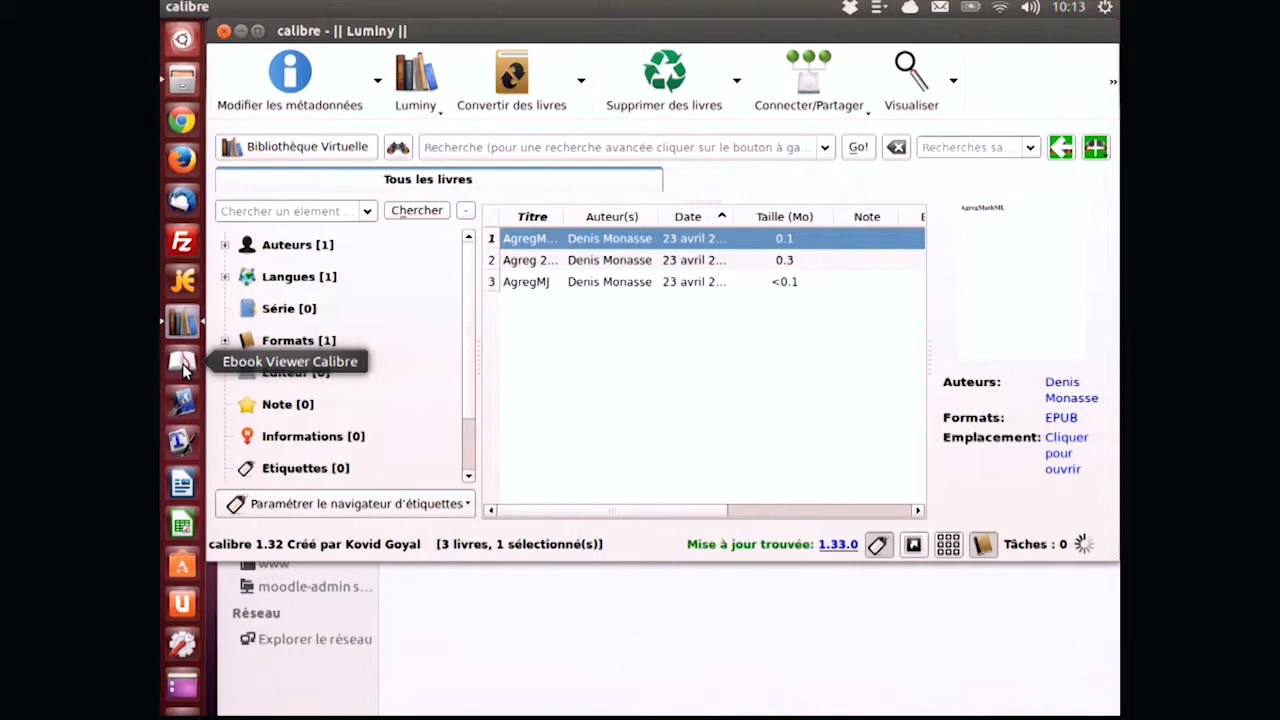 calibre
10:13
calibre - || Luminy ||
Modifier les métadonnées
Luminy
Convertir des livres
Supprimer des livres
Connecter/Partager
Visualiser
»
Bibliothèque Virtuelle
Recherche (pour une recherche avancée cliquer sur le bouton à ga...
Go!
Recherches sa...
Tous les livres
Chercher un element ...
Chercher
-
Titre Auteur(s) Date Taille (Mo) Note E
1 AgregM... Denis Monasse 23 avril 2... 0.1
2 Agreg 2... Denis Monasse 23 avril 2... 0.3
3 AgregMJ Denis Monasse 23 avril 2... <0.1
Auteurs [1]
Langues [1]
Série [0]
Formats [1]
Ebook Viewer Calibre
Editeur [0]
Note [0]
Informations [0]
Etiquettes [0]
Paramétrer le navigateur d'étiquettes
AgregMathML
Auteurs: Denis
Monasse
Formats: EPUB
Emplacement: Cliquer
pour
ouvrir
calibre 1.32 Créé par Kovid Goyal [3 livres, 1 sélectionné(s)]
Mise à jour trouvée: 1.33.0
Tâches : 0
www
moodle-admin s...
Réseau
Explorer le réseau